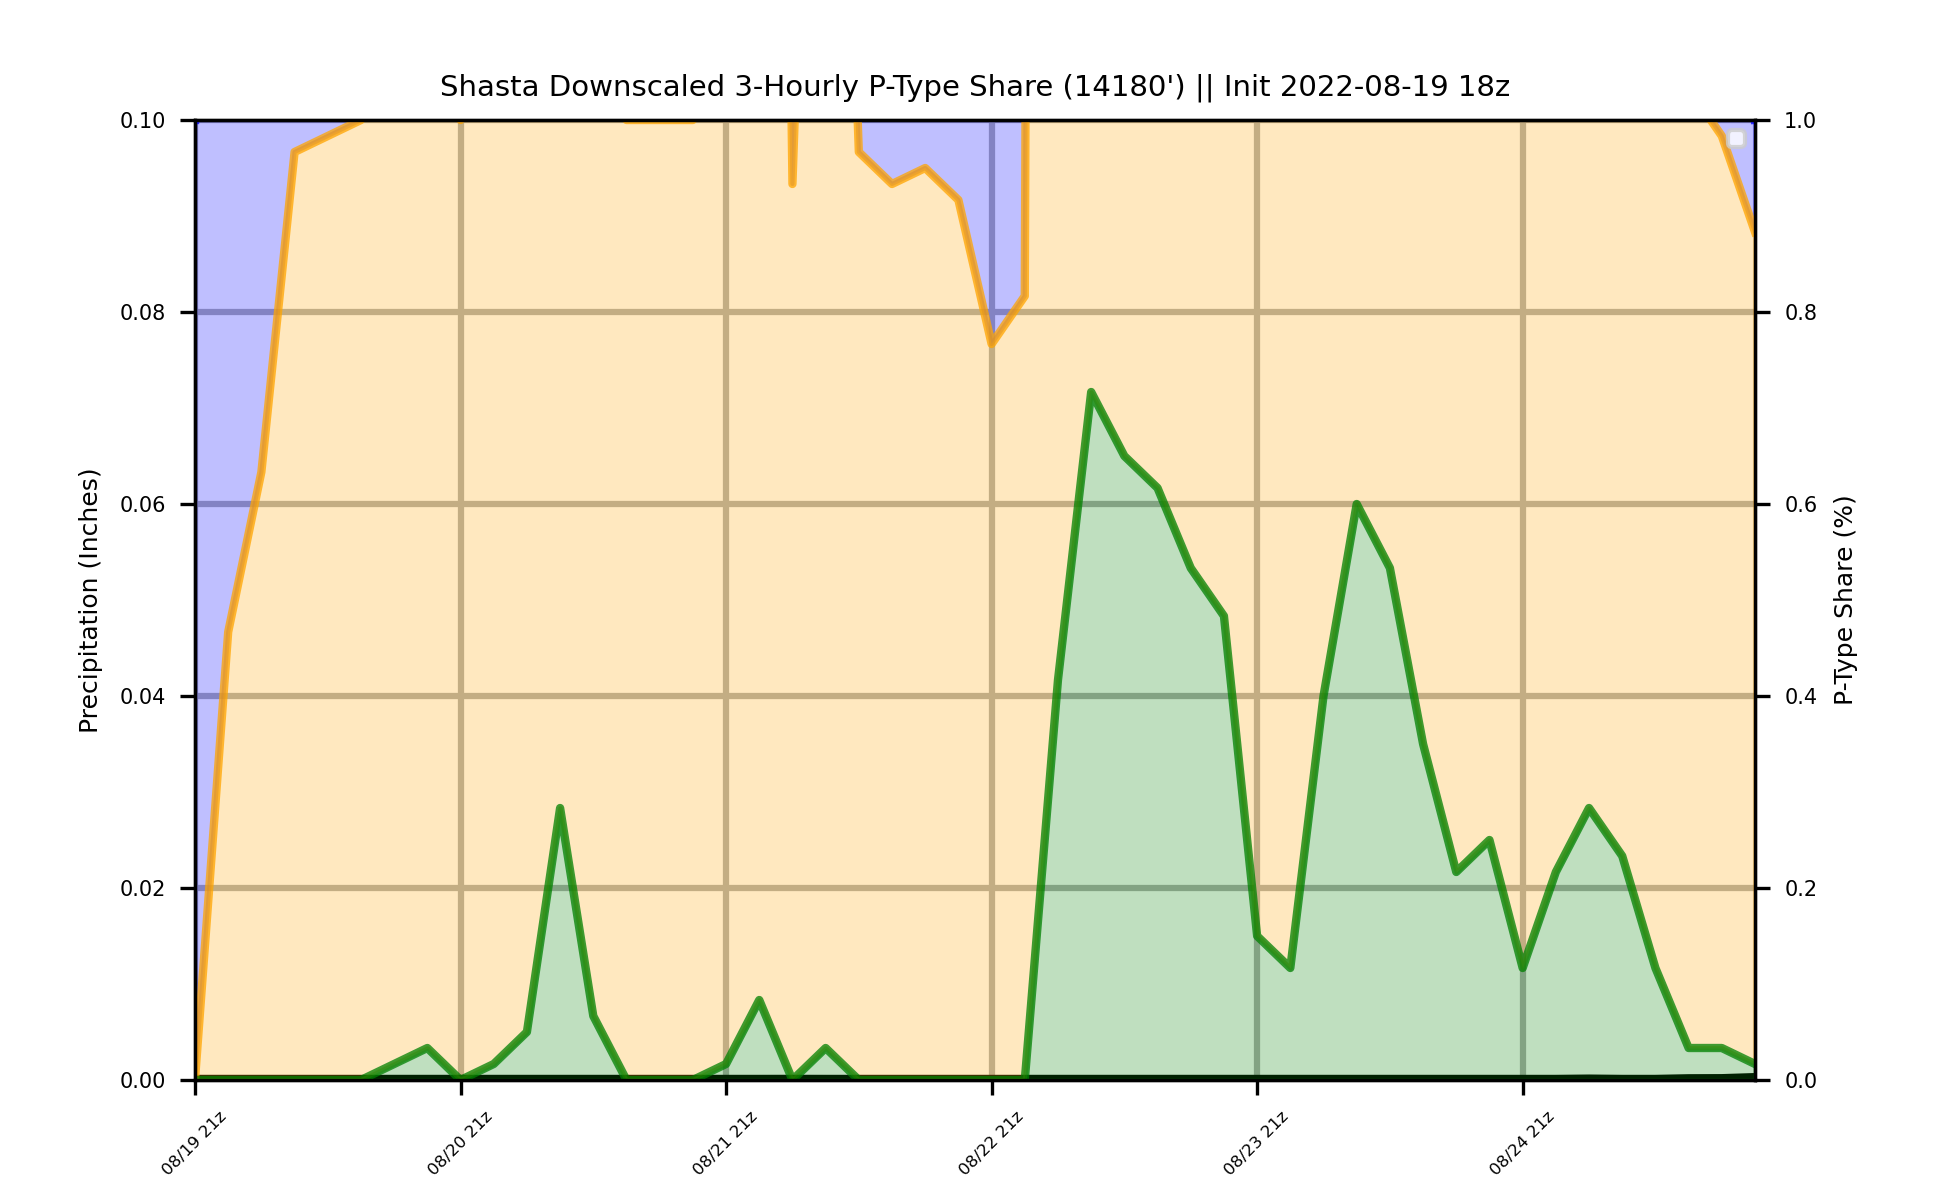 Shasta Downscaled 3-Hourly P-Type Share (14180') || Init 2022-08-19 18z
0.10
0.08
0.06
0.04
0.02
0.00
Precipitation (Inches)
1.0
0.8
0.6
0.4
0.2
0.0
P-Type Share (%)
08/19 21z
08/20 21z
08/21 21z
08/22 21z
08/23 21z
08/24 21z